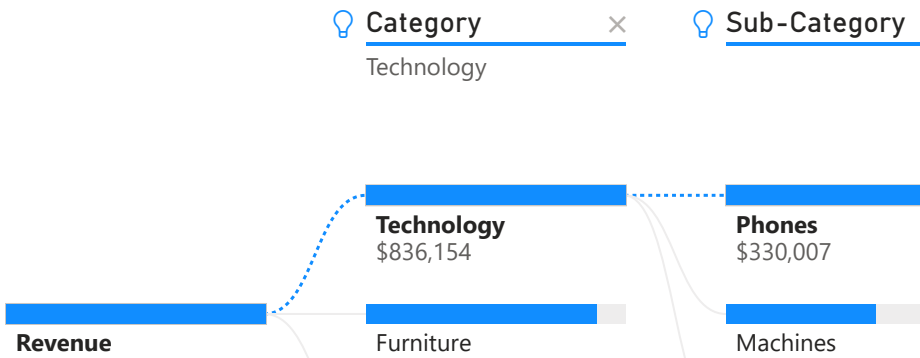 Category
Sub-Category
Technology
Technology
$836,154
Phones
$330,007
Revenue
Furniture
Machines